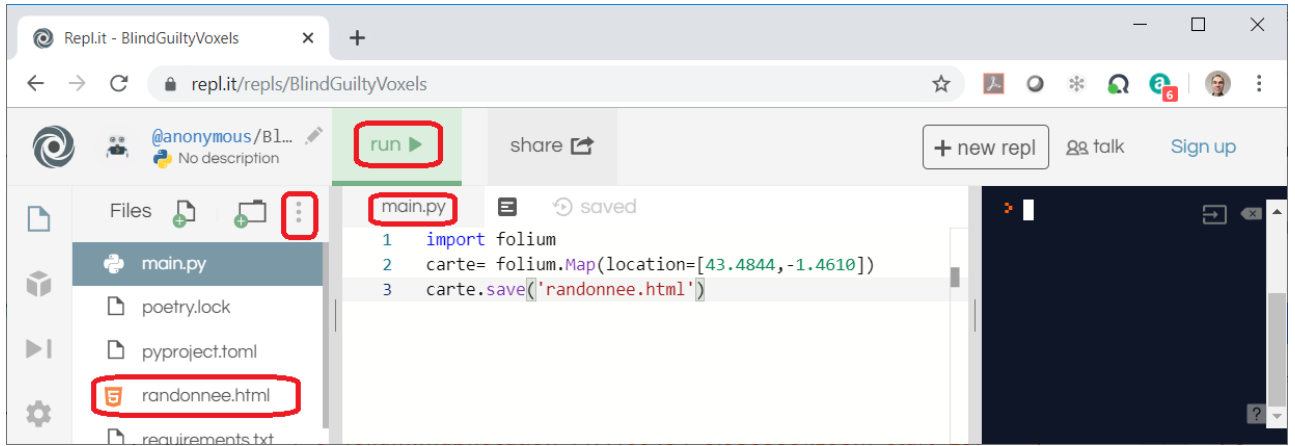 Repl.it - BlindGuiltyVoxels
repl.it/repls/BlindGuiltyVoxels
6
@anonymous/Bl...
No description
run
share
+ new repl
talk
Sign up
Files
main.py
saved
main.py
poetry.lock
pyproject.toml
randonnee.html
requirements.txt
1 import folium
2 carte= folium.Map(location=[43.4844,-1.4610])
3 carte.save('randonnee.html')
>
?